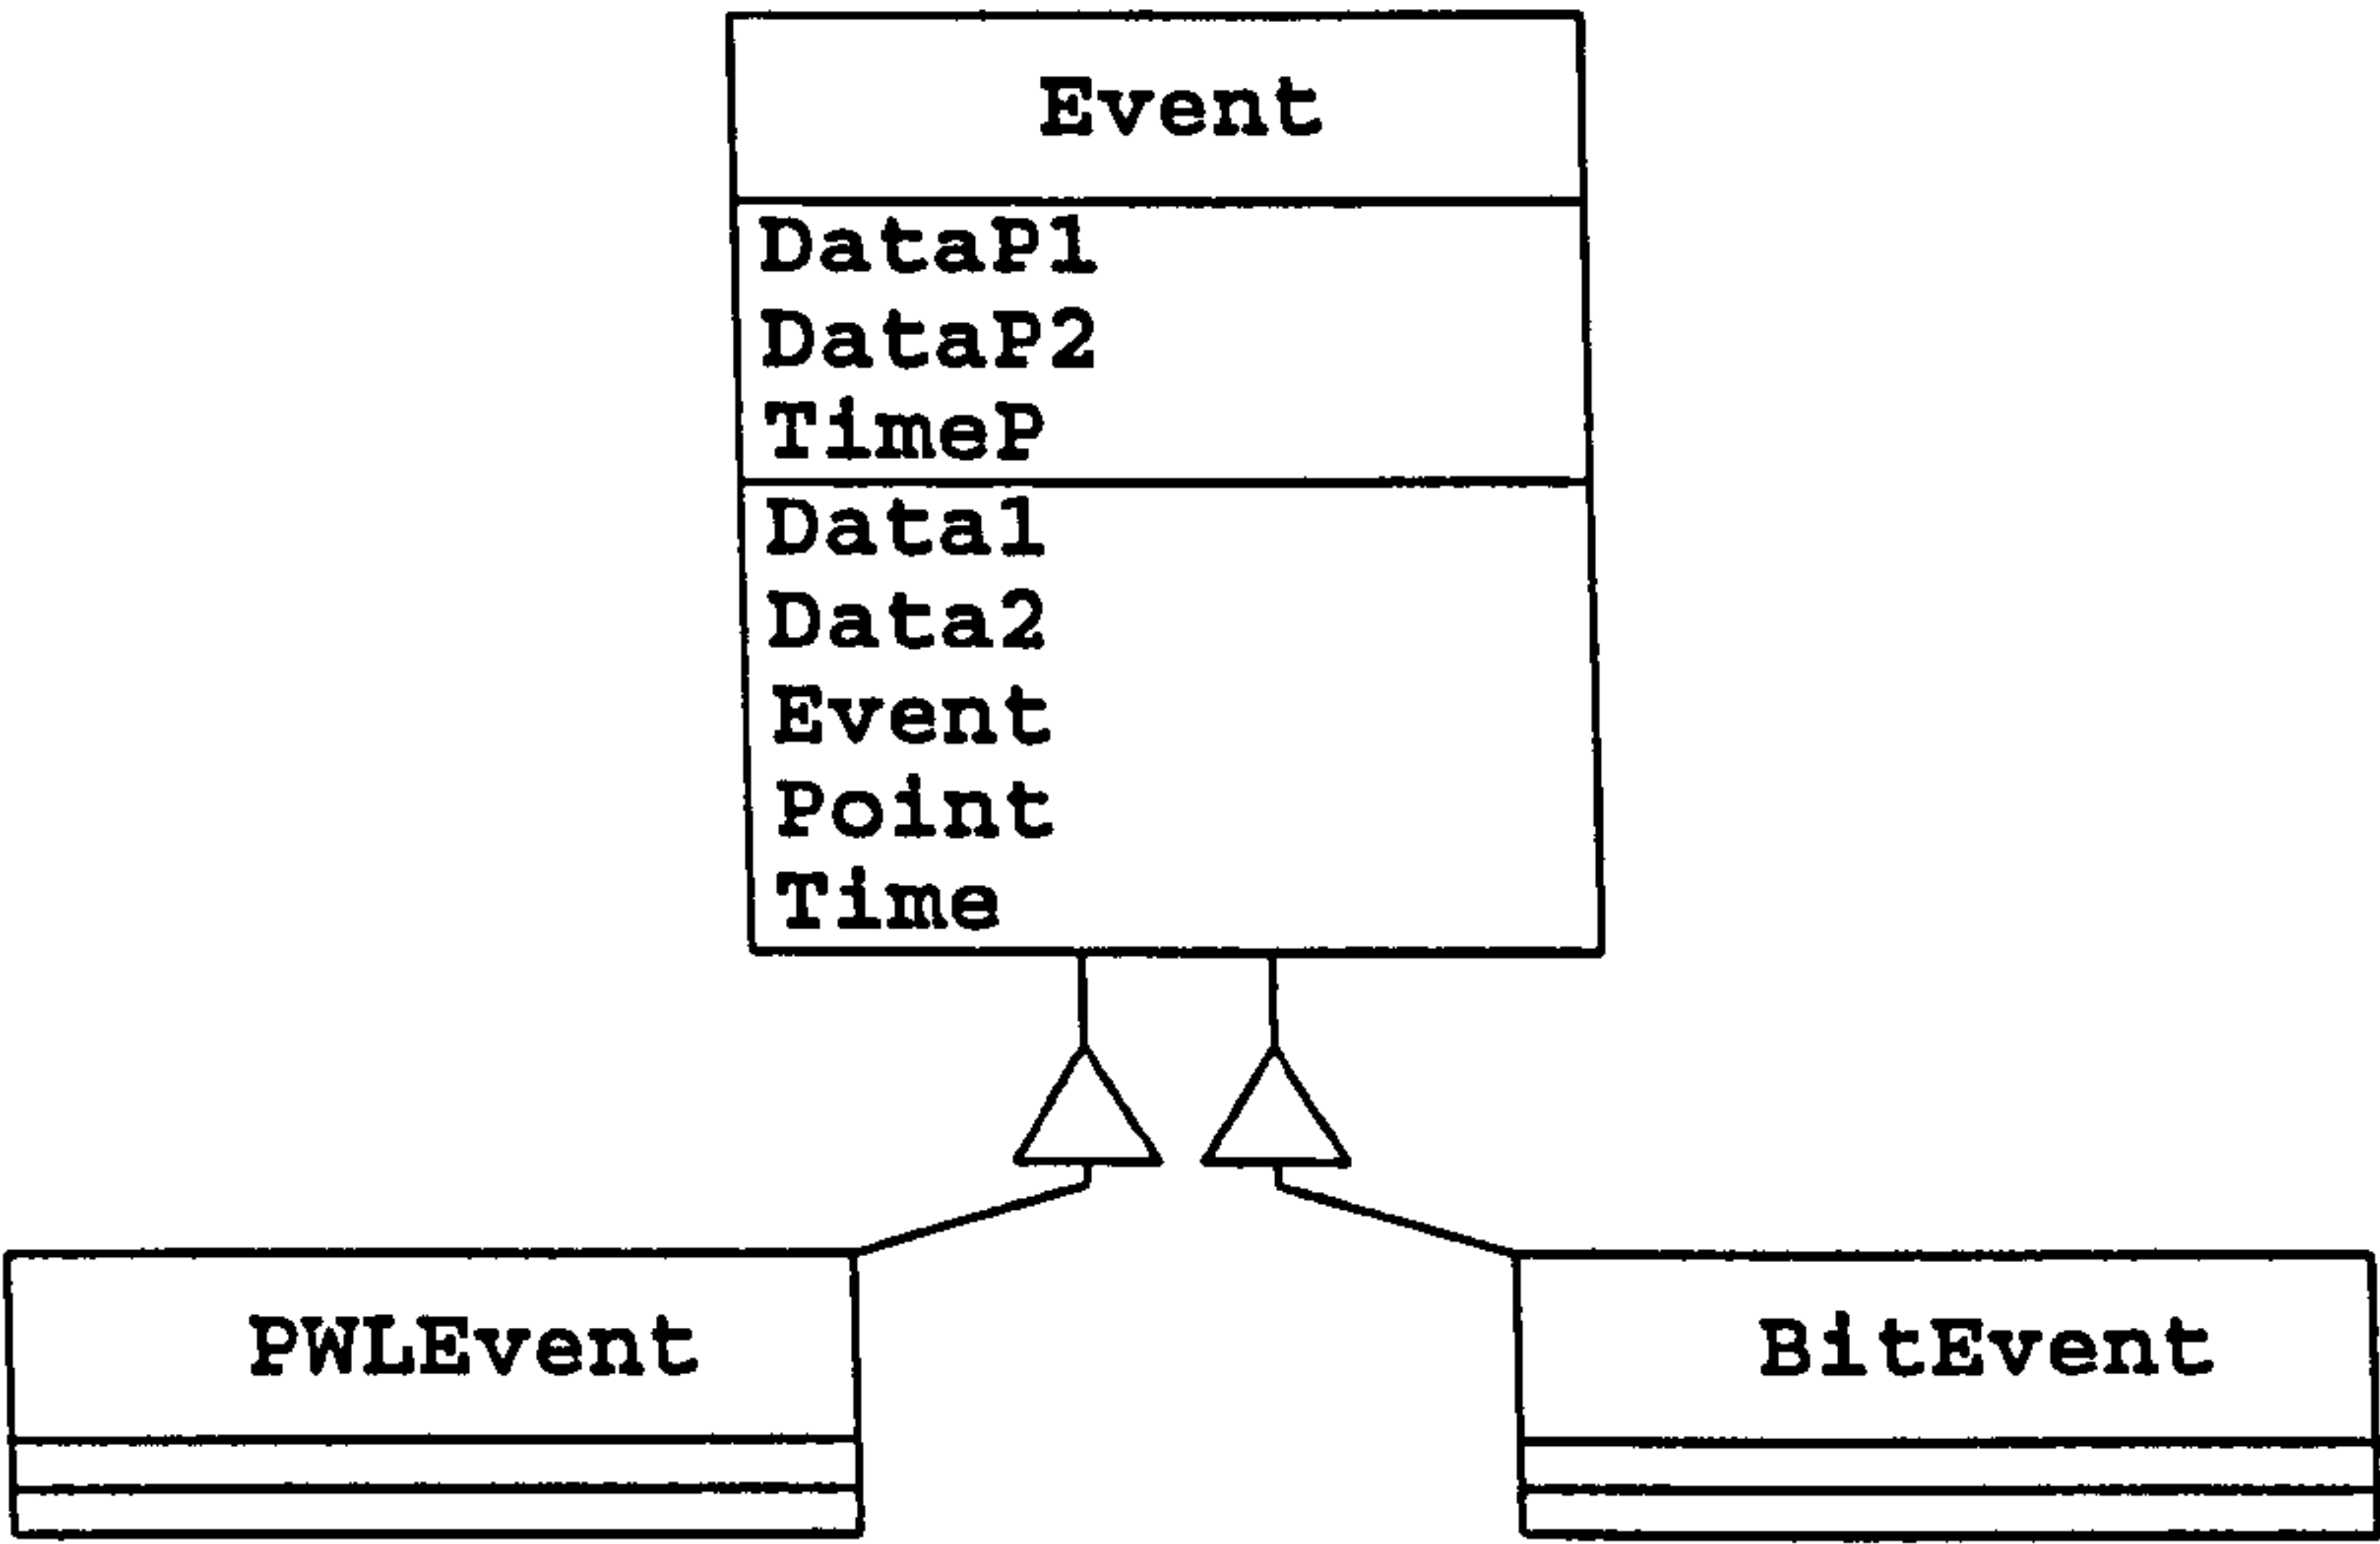 Event
DataP1
DataP2
TimeP
Data1
Data2
Event
Point
Time
PWLEvent
BitEvent